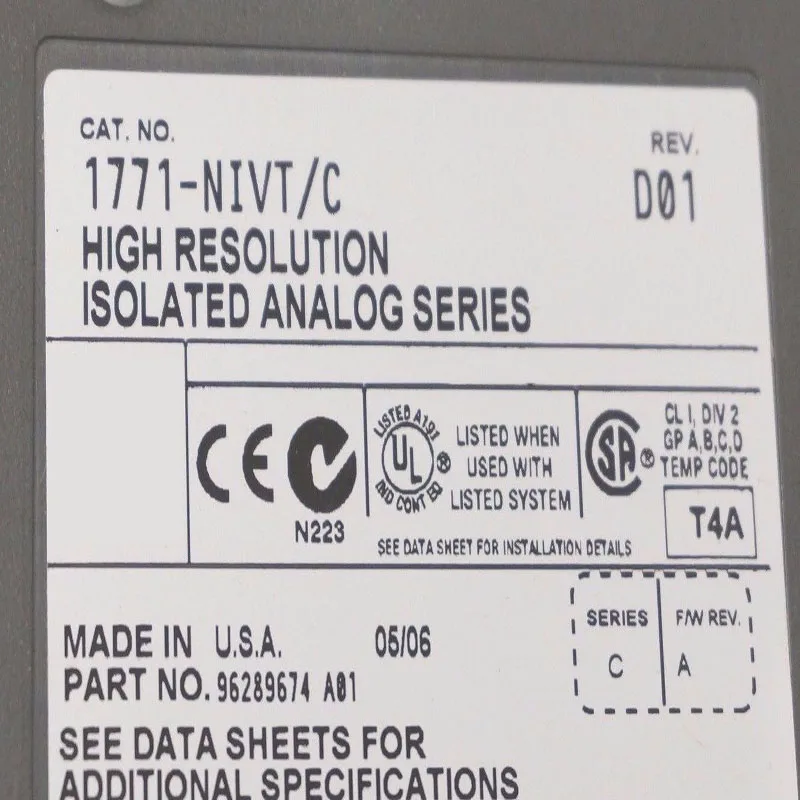 CAT. NO.
REV.
1771-NIVT/C
D01
HIGH RESOLUTION
ISOLATED ANALOG SERIES
CE
N223
LISTED A191
UL
®
IND CONT EQ
LISTED WHEN
USED WITH
LISTED SYSTEM
SA
®
CL I, DIV 2
GP A,B,C,D
TEMP CODE
T4A
SEE DATA SHEET FOR INSTALLATION DETAILS
SERIES
F/W REV.
C
A
MADE IN U.S.A. 05/06
PART NO. 96289674 A01
SEE DATA SHEETS FOR
ADDITIONAL SPECIFICATIONS